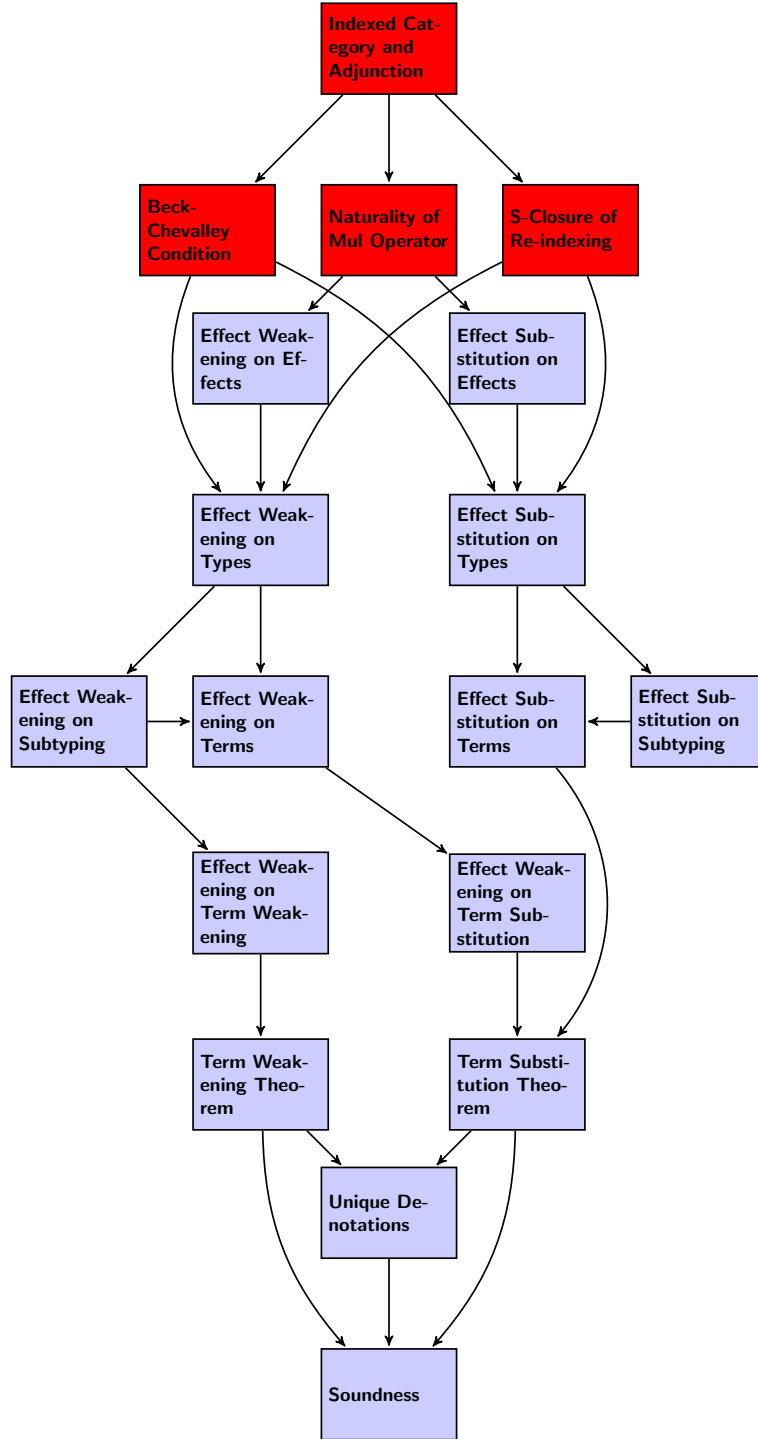 Indexed Cat-
egory and
Adjunction
Beck-
Chevalley
Condition
Naturality of
Mul Operator
S-Closure of
Re-indexing
Effect Weak-
ening on Ef-
fects
Effect Sub-
stitution on
Effects
Effect Weak-
ening on
Types
Effect Sub-
stitution on
Types
Effect Weak-
ening on
Subtyping
Effect Weak-
ening on
Terms
Effect Sub-
stitution on
Terms
Effect Sub-
stitution on
Subtyping
Effect Weak-
ening on
Term Weak-
ening
Effect Weak-
ening on
Term Sub-
stitution
Term Weak-
ening Theo-
rem
Term Substi-
tution Theo-
rem
Unique De-
notations
Soundness